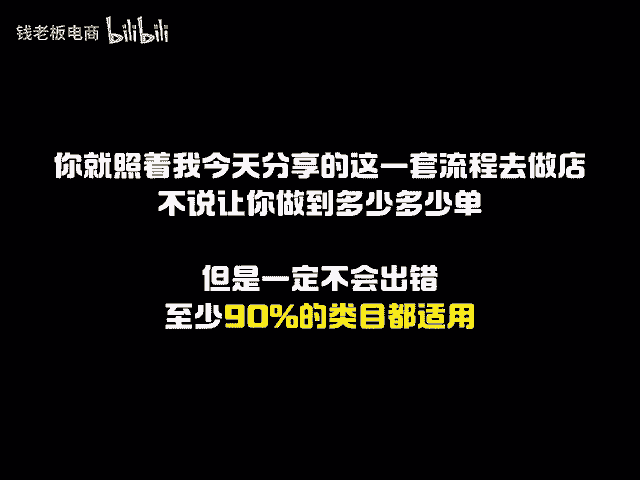 钱老板电商 bilibili
你就照着我今天分享的这一套流程去做店
不说让你做到多少多少单
但是一定不会出错
至少90%的类目都适用